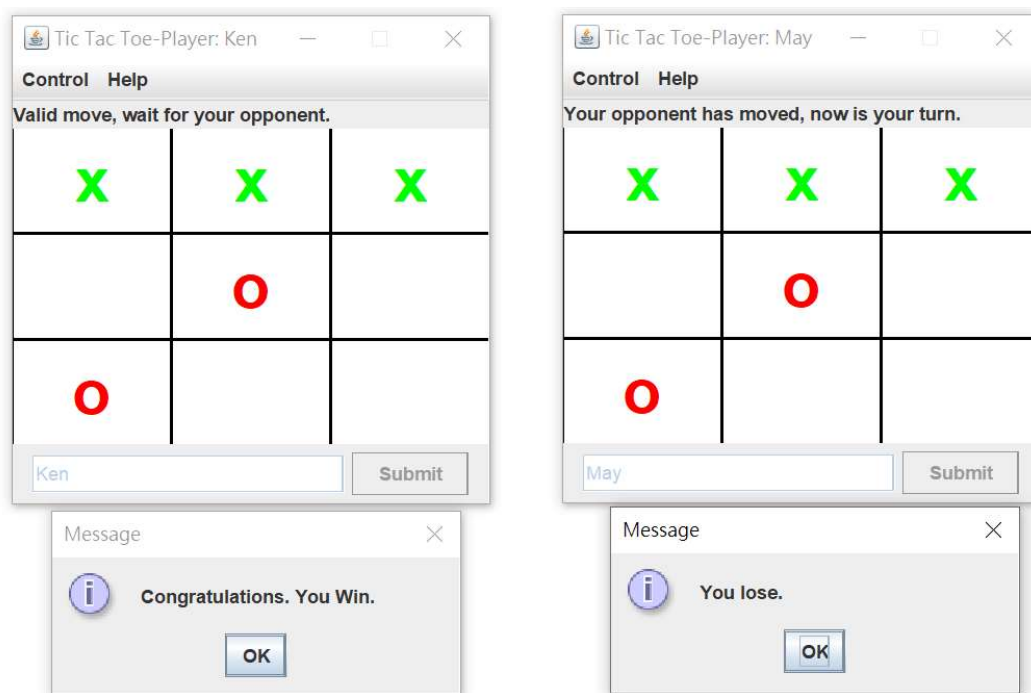 Tic Tac Toe-Player: Ken
Control Help
Valid move, wait for your opponent.
X X X
O
O
Ken Submit
Message
Congratulations. You Win.
OK
Tic Tac Toe-Player: May
Control Help
Your opponent has moved, now is your turn.
X X X
O
O
May Submit
Message
You lose.
OK